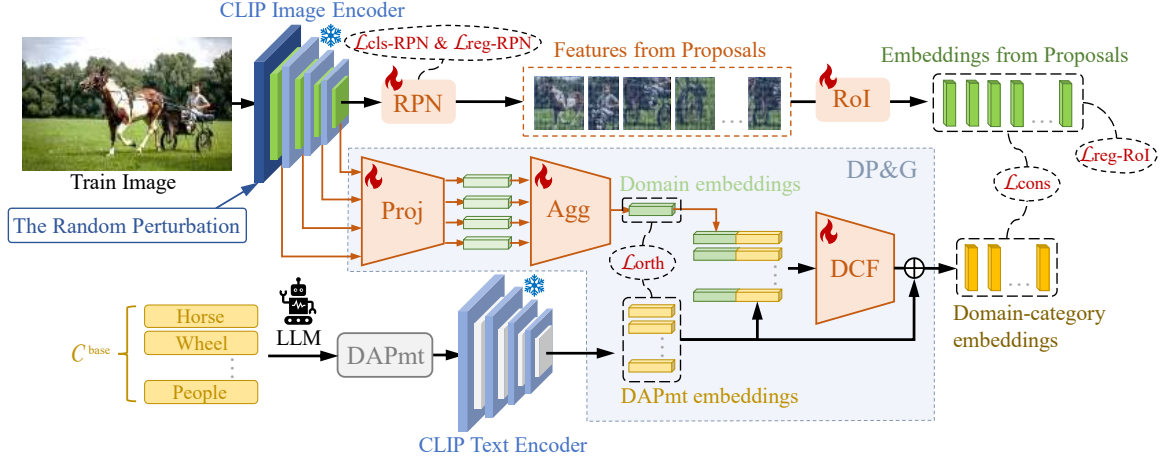 CLIP Image Encoder
ℒcls-RPN & ℒreg-RPN
Features from Proposals
Embeddings from Proposals
RPN
RoI
ℒreg-RoI
Train Image
The Random Perturbation
DP&G
Proj
Agg
Domain embeddings
ℒcons
ℒorth
DCF
Horse
Wheel
People
C base
LLM
DAPmt
DAPmt embeddings
Domain-category
embeddings
CLIP Text Encoder